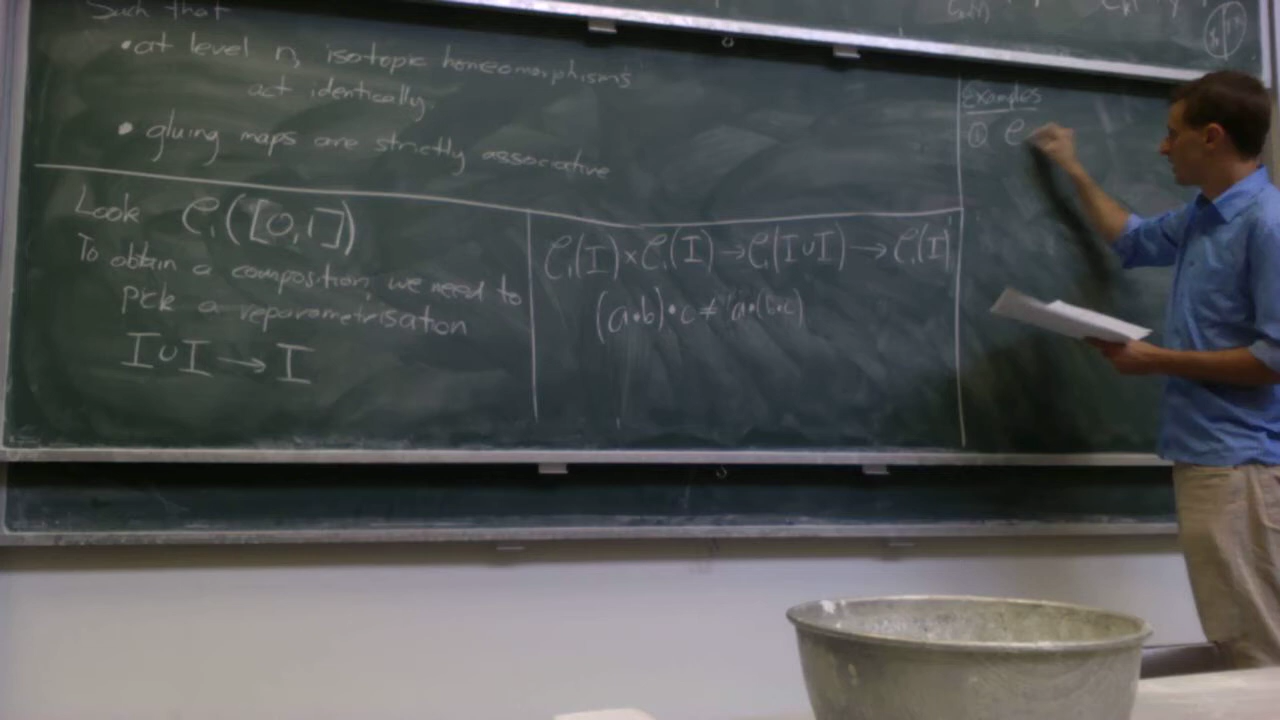 Such that
• at level n, isotopic homeomorphisms
act identically.
• gluing maps are strictly associative
Look 𝒞₁([0,1])
To obtain a composition, we need to
pick a reparametrisation
I∪I → I
𝒞₁(I) × 𝒞₁(I) → 𝒞₁(I∪I) → 𝒞₁(I)
(a•b)•c ≠ a•(b•c)
Examples
① 𝒞